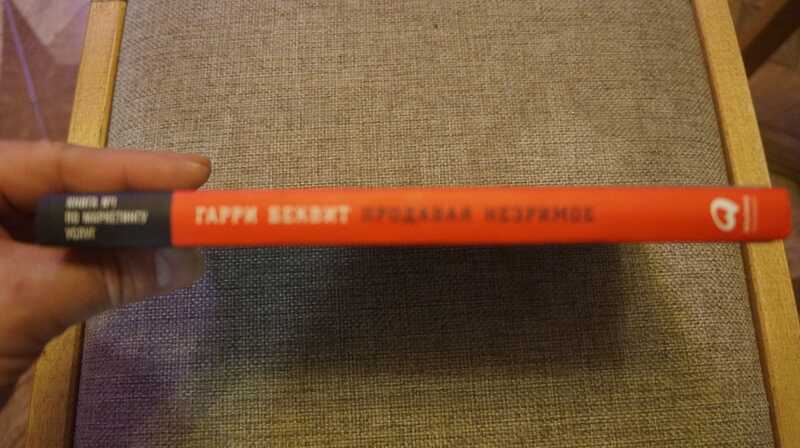 КНИГА №1
ПО МАРКЕТИНГУ
УСЛУГ
ГАРРИ БЕКВИТ ПРОДАВАЯ НЕЗРИМОЕ